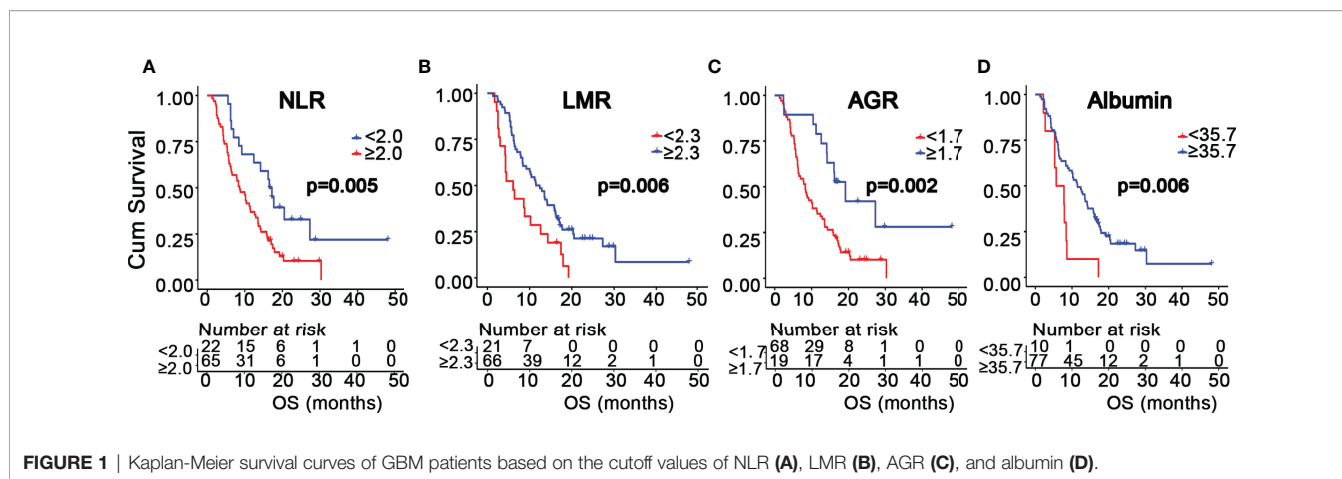 A
NLR
<2.0
≥2.0
p=0.005
1.00
0.75
0.50
0.25
0.00
Cum Survival
0 10 20 30 40 50
Number at risk
<2.0 22 15 6 1 1 0
≥2.0 65 31 6 1 0 0
0 10 20 30 40 50
OS (months)
B
LMR
<2.3
≥2.3
p=0.006
1.00
0.75
0.50
0.25
0.00
0 10 20 30 40 50
Number at risk
<2.3 21 7 0 0 0 0
≥2.3 66 39 12 2 1 0
0 10 20 30 40 50
OS (months)
C
AGR
<1.7
≥1.7
p=0.002
1.00
0.75
0.50
0.25
0.00
0 10 20 30 40 50
Number at risk
<1.7 68 29 8 1 0 0
≥1.7 19 17 4 1 1 0
0 10 20 30 40 50
OS (months)
D
Albumin
<35.7
≥35.7
p=0.006
1.00
0.75
0.50
0.25
0.00
0 10 20 30 40 50
Number at risk
<35.7 10 1 0 0 0 0
≥35.7 77 45 12 2 1 0
0 10 20 30 40 50
OS (months)
FIGURE 1 | Kaplan-Meier survival curves of GBM patients based on the cutoff values of NLR (A), LMR (B), AGR (C), and albumin (D).